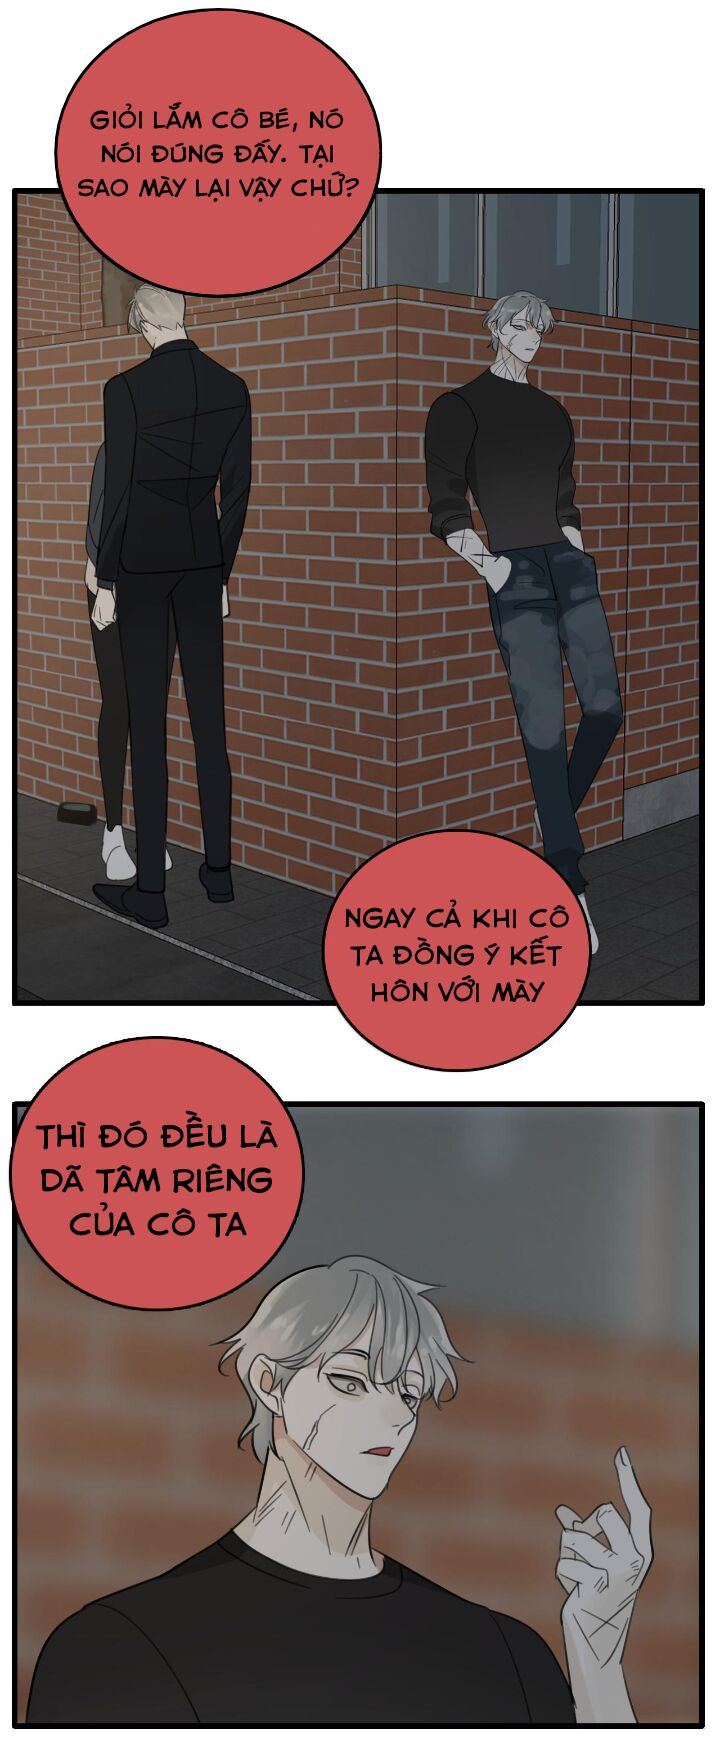 GIỎI LẮM CÔ BÉ, NÓ
NÓI ĐÚNG ĐẤY. TẠI
SAO MÀY LẠI VẬY CHỨ?
NGAY CẢ KHI CÔ
TA ĐỒNG Ý KẾT
HÔN VỚI MÀY
THÌ ĐÓ ĐỀU LÀ
DÃ TÂM RIÊNG
CỦA CÔ TA